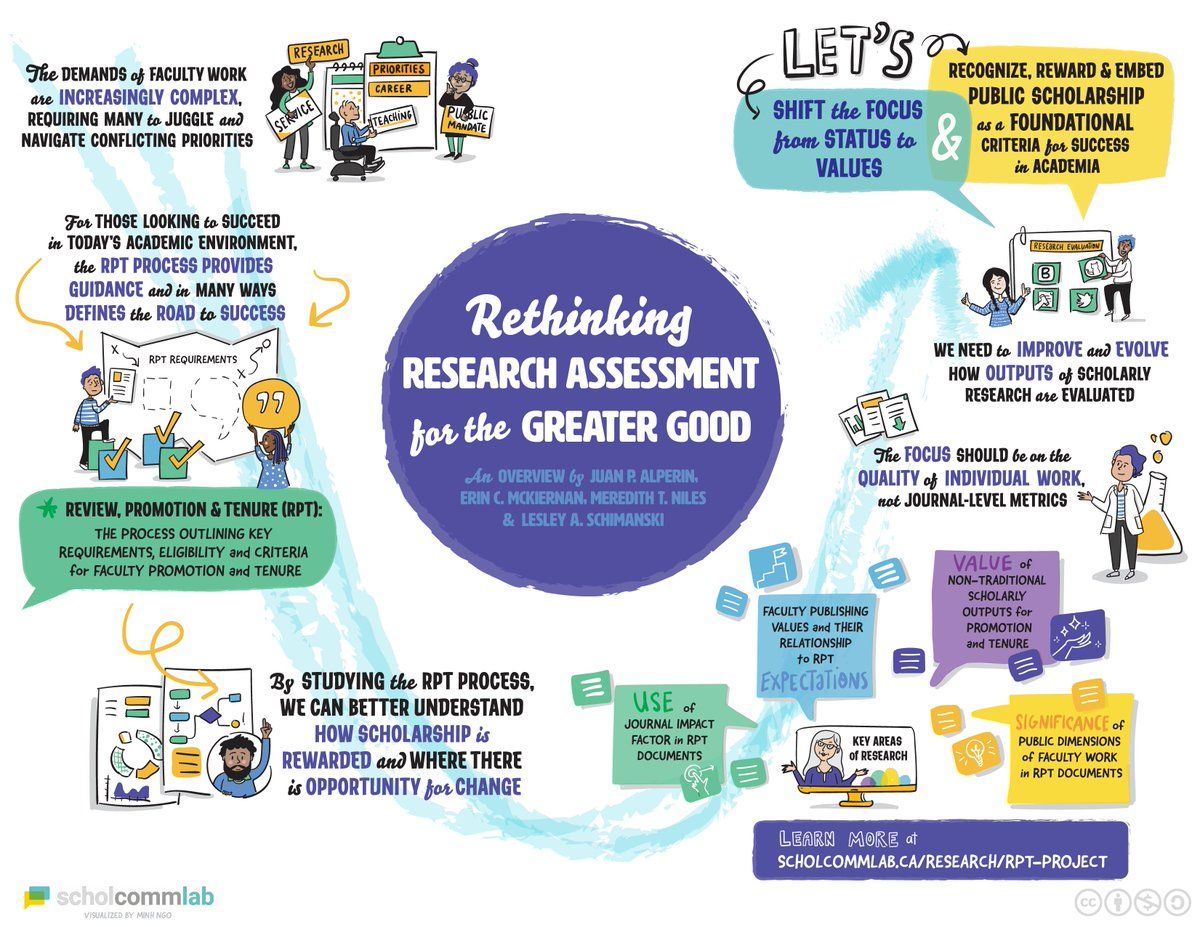 The DEMANDS of FACULTY WORK
are INCREASINGLY COMPLEX,
REQUIRING MANY to JUGGLE and
NAVIGATE CONFLICTING PRIORITIES
RESEARCH
SERVICE
PRIORITIES
CAREER
TEACHING
PUBLIC
MANDATE
For THOSE LOOKING to SUCCEED
in TODAY'S ACADEMIC ENVIRONMENT,
the RPT PROCESS PROVIDES
GUIDANCE and in MANY WAYS
DEFINES the ROAD to SUCCESS
X
RPT REQUIREMENTS
REVIEW, PROMOTION & TENURE (RPT):
THE PROCESS OUTLINING KEY
REQUIREMENTS, ELIGIBILITY and CRITERIA
for FACULTY PROMOTION and TENURE
By STUDYING the RPT PROCESS,
WE CAN BETTER UNDERSTAND
HOW SCHOLARSHIP is
REWARDED and WHERE THERE
is OPPORTUNITY for CHANGE
Rethinking
RESEARCH ASSESSMENT
for the GREATER GOOD
An OVERVIEW by JUAN P. ALPERIN,
ERIN C. MCKIERNAN, MEREDITH T. NILES
& LESLEY A. SCHIMANSKI
USE of
JOURNAL IMPACT
FACTOR in RPT
DOCUMENTS
FACULTY PUBLISHING
VALUES and THEIR
RELATIONSHIP
to RPT
EXPECTATIONS
VALUE of
NON-TRADITIONAL
SCHOLARLY
OUTPUTS for
PROMOTION
and TENURE
SIGNIFICANCE of
PUBLIC DIMENSIONS
of FACULTY WORK
in RPT DOCUMENTS
KEY AREAS
of RESEARCH
The FOCUS SHOULD BE on the
QUALITY of INDIVIDUAL WORK,
not JOURNAL-LEVEL METRICS
WE NEED to IMPROVE and EVOLVE
HOW OUTPUTS of SCHOLARLY
RESEARCH are EVALUATED
RESEARCH EVALUATION
B
LET'S
SHIFT the FOCUS
from STATUS to
VALUES
&
RECOGNIZE, REWARD & EMBED
PUBLIC SCHOLARSHIP
as a FOUNDATIONAL
CRITERIA for SUCCESS
in ACADEMIA
LEARN MORE at
SCHOLCOMMLAB.CA/RESEARCH/RPT-PROJECT
scholcommlab
VISUALIZED BY MINH NGO
cc